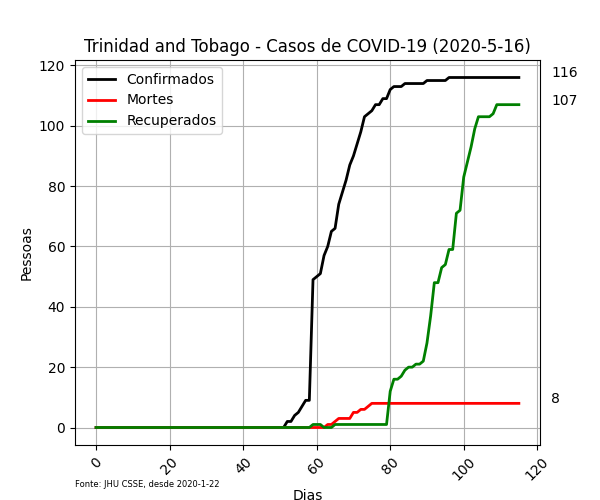 Trinidad and Tobago - Casos de COVID-19 (2020-5-16)
Confirmados
Mortes
Recuperados
116
107
8
Pessoas
120
100
80
60
40
20
0
0 20 40 60 80 100 120
Fonte: JHU CSSE, desde 2020-1-22
Dias